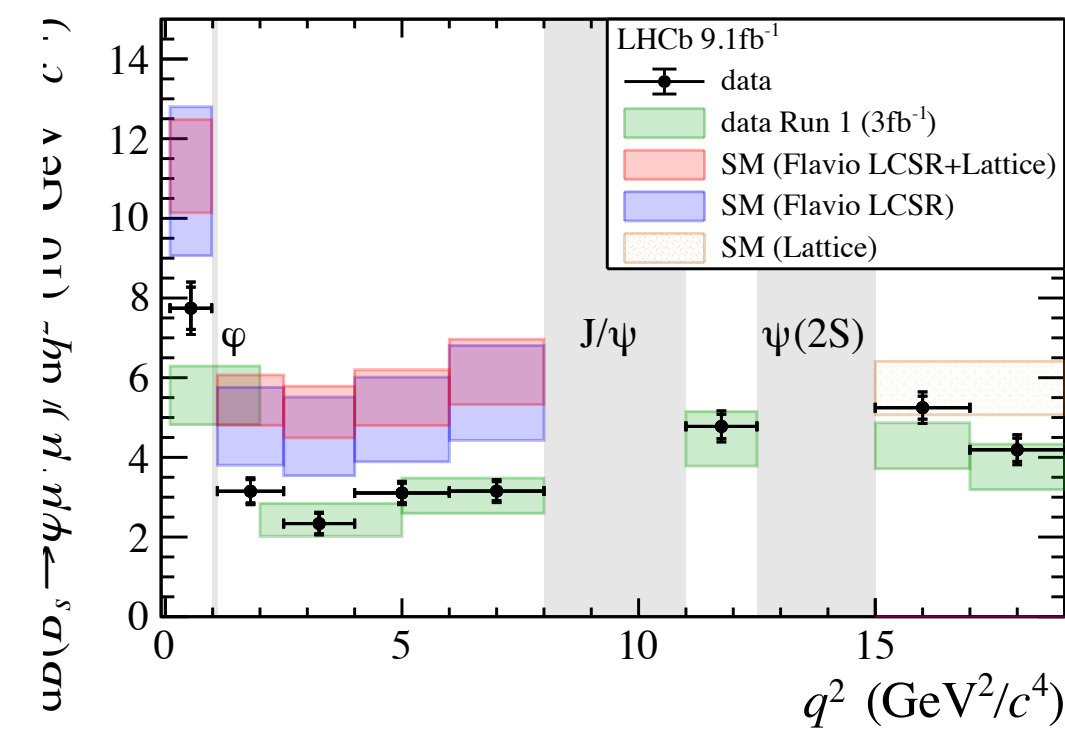 LHCb 9.1fb⁻¹
data
data Run 1 (3fb⁻¹)
SM (Flavio LCSR+Lattice)
SM (Flavio LCSR)
SM (Lattice)
14
12
10
8
6
4
2
0
φ
J/ψ
ψ(2S)
0 5 10 15
q² (GeV²/c⁴)